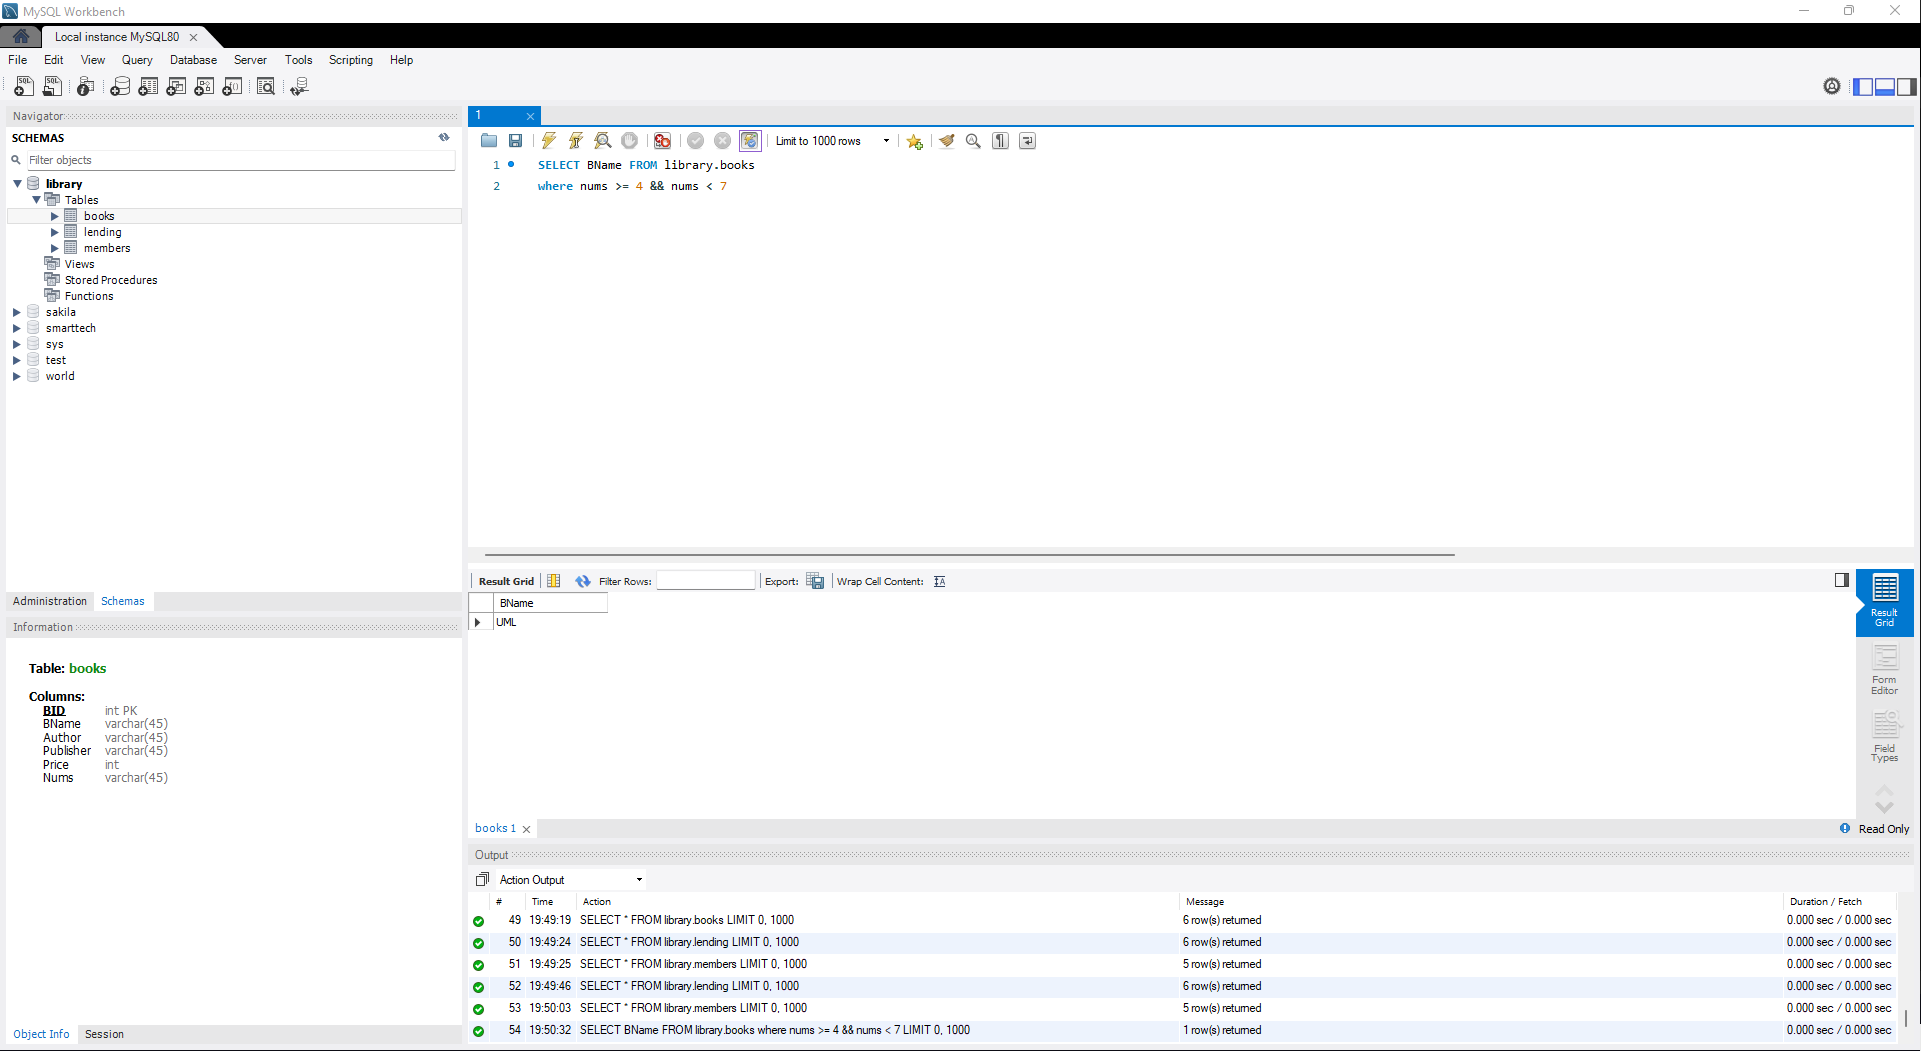 MySQL Workbench
Local instance MySQL80
File Edit View Query Database Server Tools Scripting Help
Navigator
SCHEMAS
Filter objects
library
Tables
books
lending
members
Views
Stored Procedures
Functions
sakila
smarttech
sys
test
world
Administration Schemas
Information
Table: books
Columns:
BID int PK
BName varchar(45)
Author varchar(45)
Publisher varchar(45)
Price int
Nums varchar(45)
Object Info Session
1
Limit to 1000 rows
1 SELECT BName FROM library.books
2 where nums >= 4 && nums < 7
Result Grid Filter Rows: Export: Wrap Cell Content:
BName
UML
Result Grid
Form Editor
Field Types
books 1
Read Only
Output
Action Output
# Time Action Message Duration / Fetch
49 19:49:19 SELECT * FROM library.books LIMIT 0, 1000 6 row(s) returned 0.000 sec / 0.000 sec
50 19:49:24 SELECT * FROM library.lending LIMIT 0, 1000 6 row(s) returned 0.000 sec / 0.000 sec
51 19:49:25 SELECT * FROM library.members LIMIT 0, 1000 5 row(s) returned 0.000 sec / 0.000 sec
52 19:49:46 SELECT * FROM library.lending LIMIT 0, 1000 6 row(s) returned 0.000 sec / 0.000 sec
53 19:50:03 SELECT * FROM library.members LIMIT 0, 1000 5 row(s) returned 0.000 sec / 0.000 sec
54 19:50:32 SELECT BName FROM library.books where nums >= 4 && nums < 7 LIMIT 0, 1000 1 row(s) returned 0.000 sec / 0.000 sec